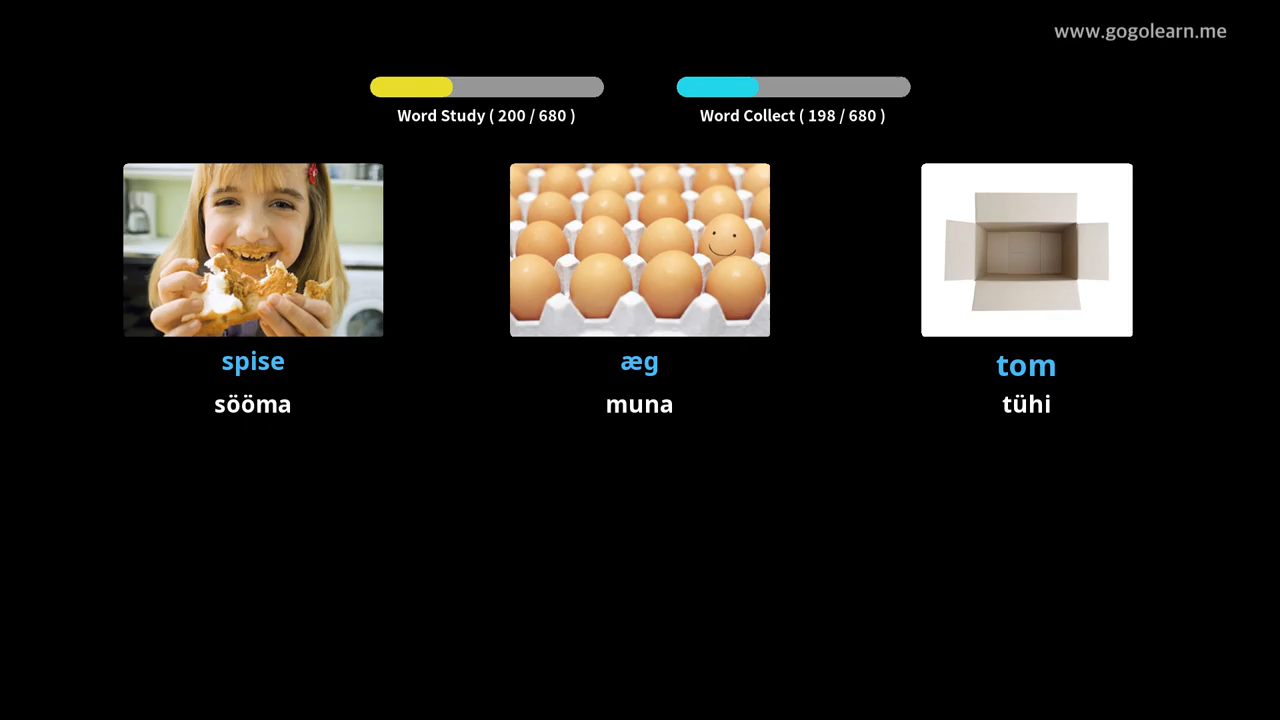 www.gogolearn.me
Word Study ( 200 / 680 )
Word Collect ( 198 / 680 )
spise
æg
tom
sööma
muna
tühi